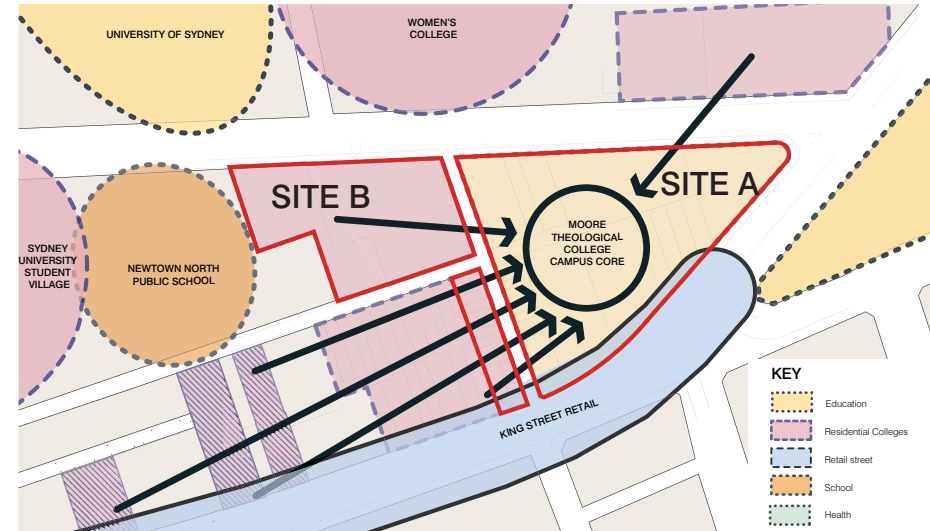 UNIVERSITY OF SYDNEY
WOMEN'S
COLLEGE
SITE B
SITE A
MOORE
THEOLOGICAL
COLLEGE
CAMPUS CORE
SYDNEY
UNIVERSITY
STUDENT
VILLAGE
NEWTOWN NORTH
PUBLIC SCHOOL
KING STREET RETAIL
KEY
Education
Residential Colleges
Retail street
School
Health